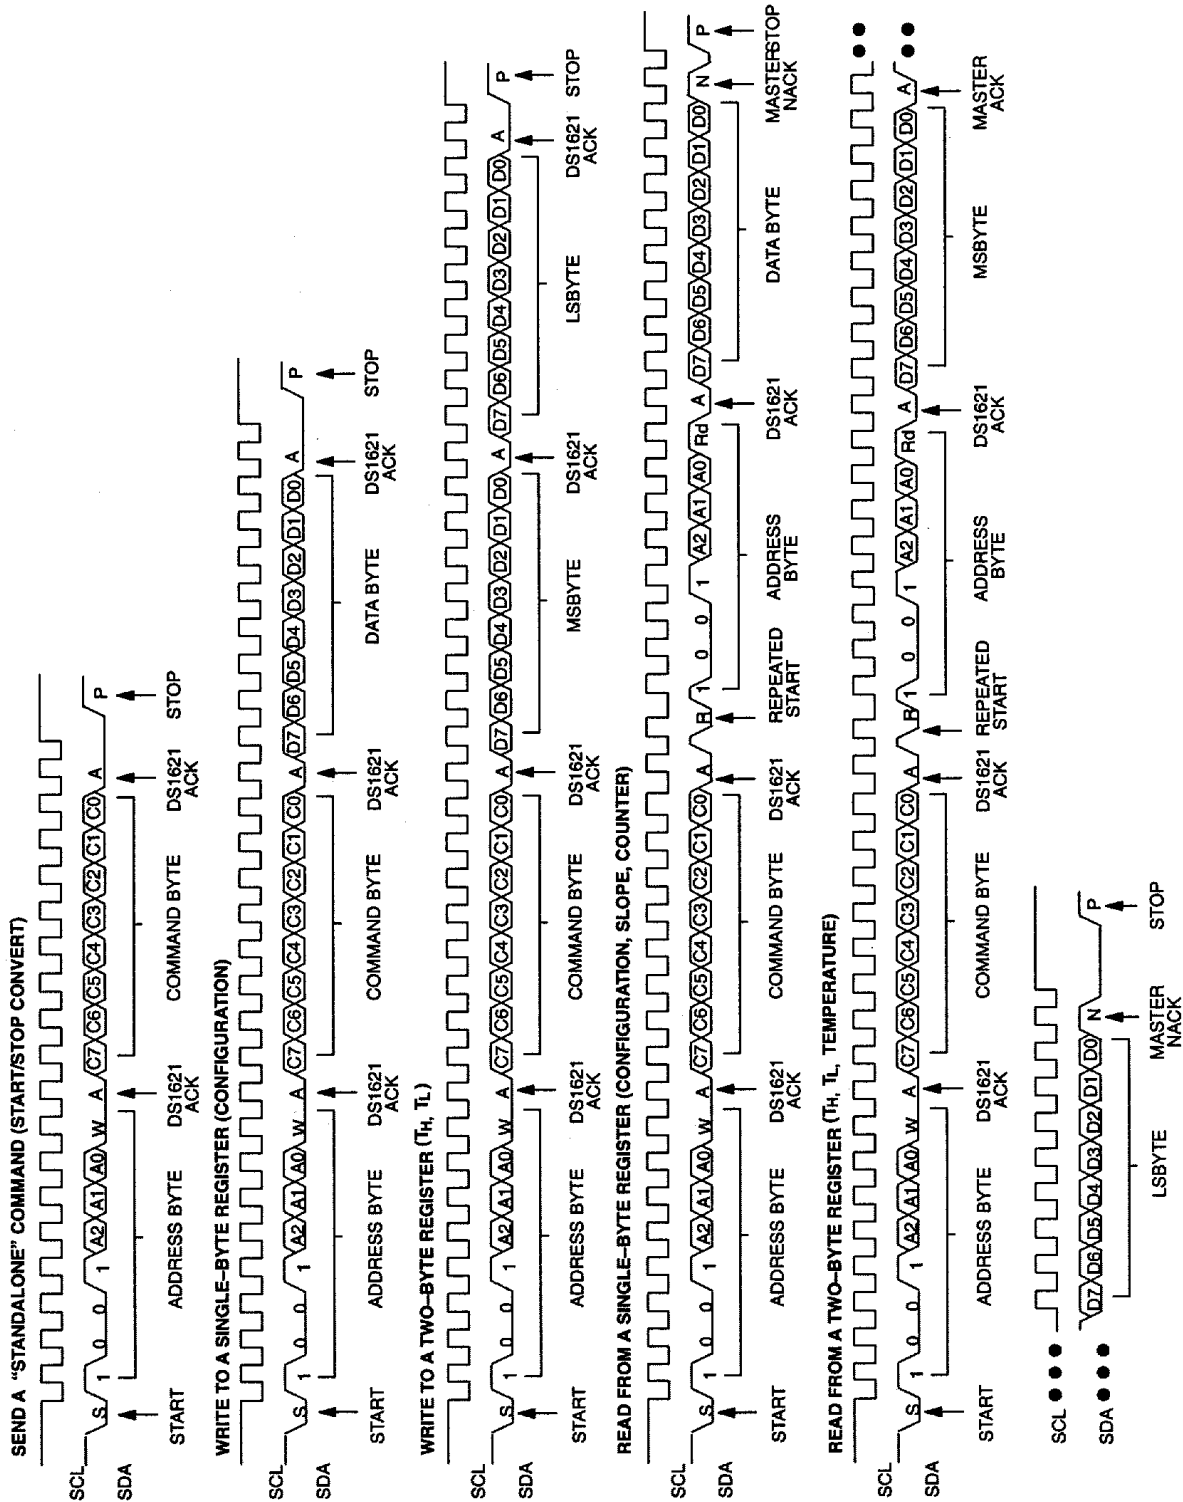 SEND A “STANDALONE” COMMAND (START/STOP CONVERT)
SCL
SDA
S 1 0 0 1 A2 A1 A0 W A C7 C6 C5 C4 C3 C2 C1 C0 A P
START ADDRESS BYTE DS1621 COMMAND BYTE DS1621 STOP
ACK ACK
WRITE TO A SINGLE–BYTE REGISTER (CONFIGURATION)
SCL
SDA
S 1 0 0 1 A2 A1 A0 W A C7 C6 C5 C4 C3 C2 C1 C0 A D7 D6 D5 D4 D3 D2 D1 D0 A P
START ADDRESS BYTE DS1621 COMMAND BYTE DS1621 DATA BYTE DS1621 STOP
ACK ACK ACK
WRITE TO A TWO–BYTE REGISTER (TH, TL)
SCL
SDA
S 1 0 0 1 A2 A1 A0 W A C7 C6 C5 C4 C3 C2 C1 C0 A D7 D6 D5 D4 D3 D2 D1 D0 A D7 D6 D5 D4 D3 D2 D1 D0 A P
START ADDRESS BYTE DS1621 COMMAND BYTE DS1621 MSBYTE DS1621 LSBYTE DS1621 STOP
ACK ACK ACK ACK
READ FROM A SINGLE–BYTE REGISTER (CONFIGURATION, SLOPE, COUNTER)
SCL
SDA
S 1 0 0 1 A2 A1 A0 W A C7 C6 C5 C4 C3 C2 C1 C0 A R 1 0 0 1 A2 A1 A0 Rd A D7 D6 D5 D4 D3 D2 D1 D0 N P
START ADDRESS BYTE DS1621 COMMAND BYTE DS1621 REPEATED ADDRESS DS1621 DATA BYTE MASTER STOP
ACK ACK START BYTE ACK NACK
READ FROM A TWO–BYTE REGISTER (TH, TL, TEMPERATURE)
SCL
SDA
S 1 0 0 1 A2 A1 A0 W A C7 C6 C5 C4 C3 C2 C1 C0 A R 1 0 0 1 A2 A1 A0 Rd A D7 D6 D5 D4 D3 D2 D1 D0 A
START ADDRESS BYTE DS1621 COMMAND BYTE DS1621 REPEATED ADDRESS DS1621 MSBYTE MASTER
ACK ACK START BYTE ACK ACK
SCL
SDA
D7 D6 D5 D4 D3 D2 D1 D0 N P
LSBYTE MASTER STOP
NACK